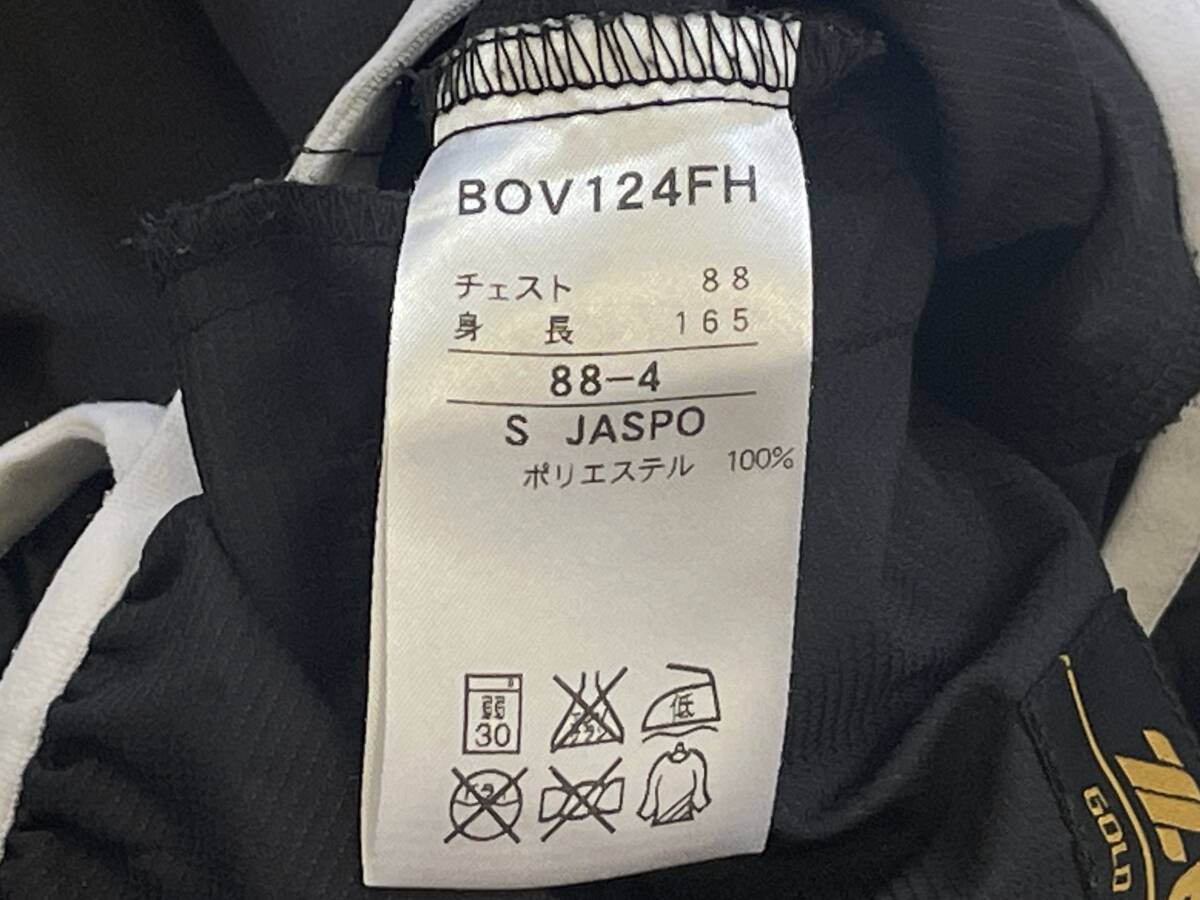 BOV124FH
チェスト 88
身 長 165
88-4
S JASPO
ポリエステル 100%
弱
30
低
GOLD